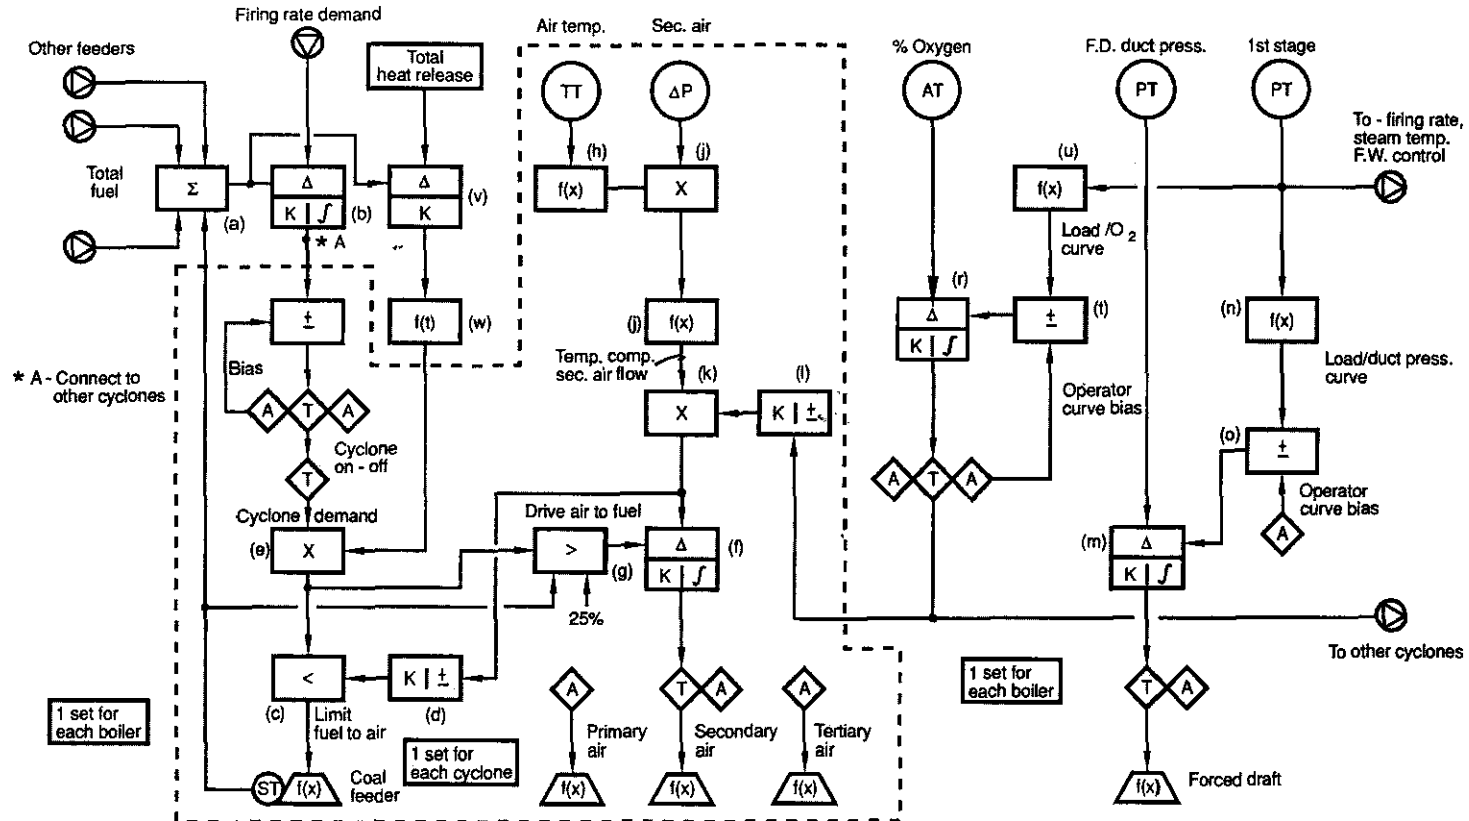 Firing rate demand
Other feeders
Total
heat release
Air temp.
Sec. air
% Oxygen
F.D. duct press.
1st stage
TT
ΔP
AT
PT
PT
To - firing rate,
steam temp.
F.W. control
Total
fuel
Σ
(a)
Δ
K ∫
(b)
* A
Δ
K
(v)
(h)
f(x)
(j)
X
(u)
f(x)
Load /O2
curve
±
f(t)
(w)
(j)
f(x)
(r)
Δ
K ∫
±
(t)
(n)
f(x)
Bias
Temp. comp.
sec. air flow
(k)
X
(l)
K ±
Load/duct press.
curve
* A - Connect to
other cyclones
A T A
Cyclone
on - off
T
Operator
curve bias
A T A
(o)
±
Operator
curve bias
A
Cyclone demand
(e)
X
Drive air to fuel
>
(g)
25%
Δ
K ∫
(f)
(m)
Δ
K ∫
To other cyclones
<
(c)
Limit
fuel to air
K ±
(d)
1 set for
each boiler
1 set for
each cyclone
A
Primary
air
T A
Secondary
air
A
Tertiary
air
1 set for
each boiler
T A
ST
f(x)
Coal
feeder
f(x)
f(x)
f(x)
f(x)
Forced draft